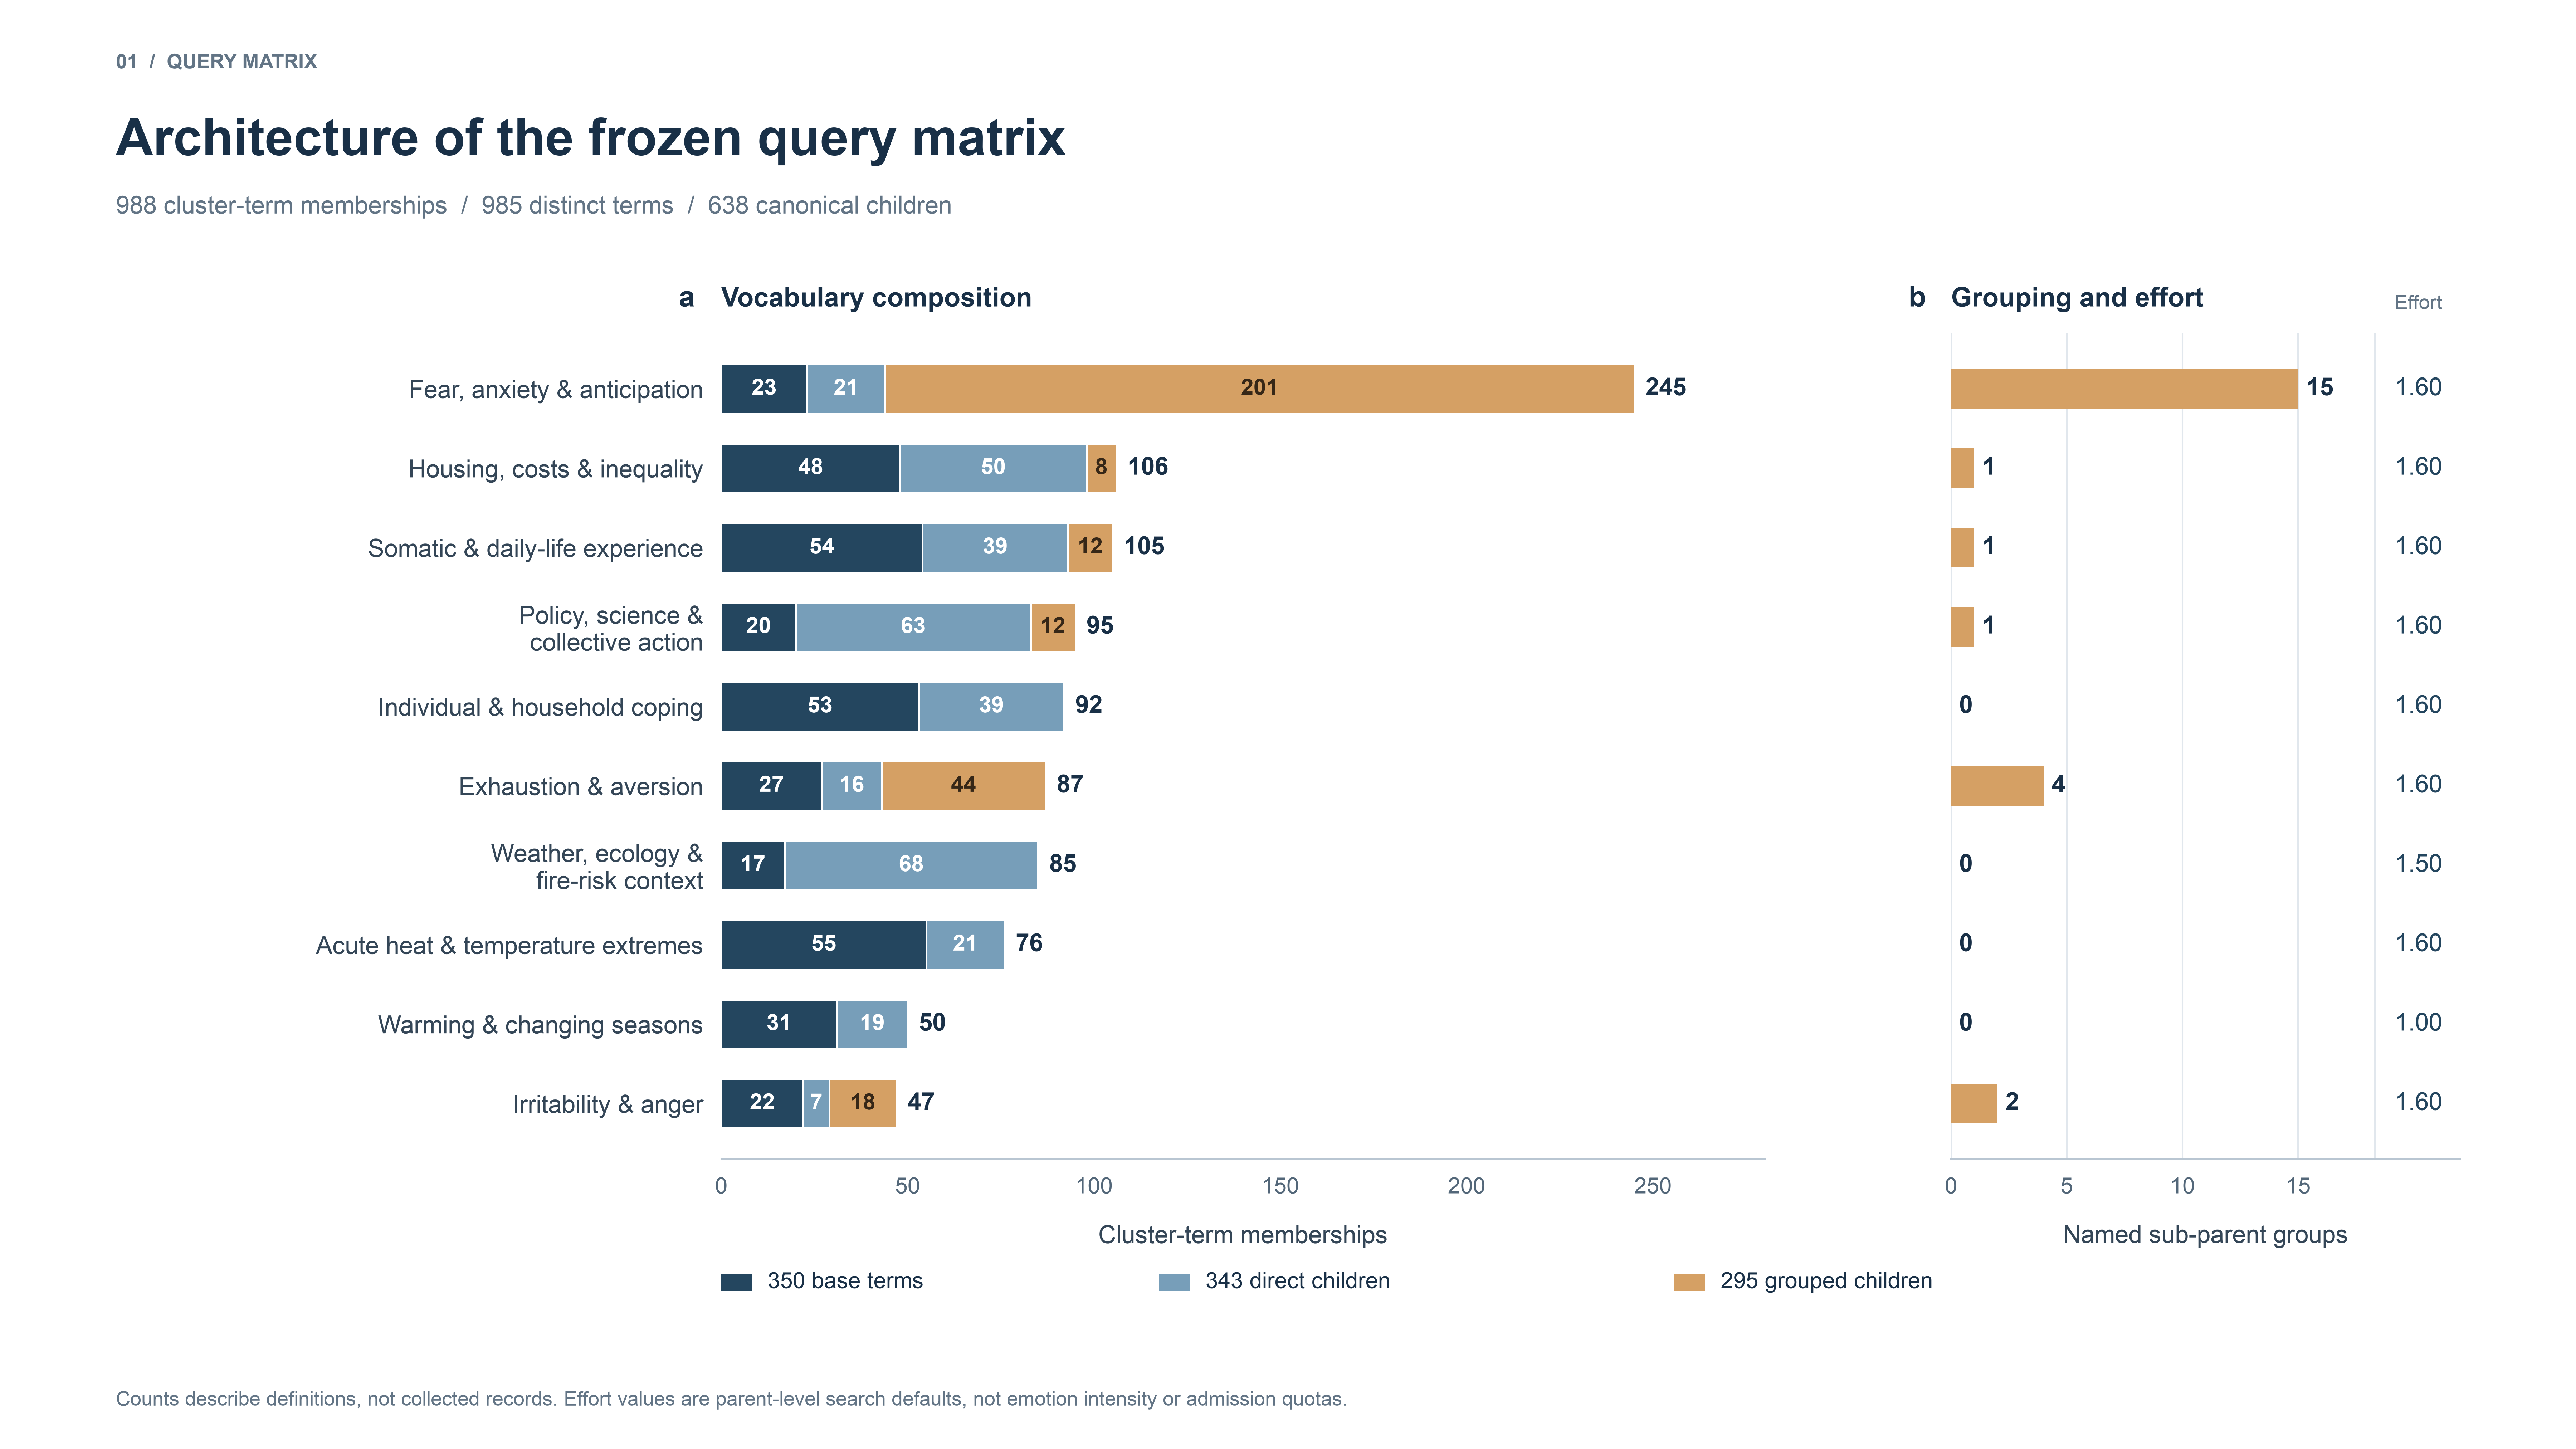 01 / QUERY MATRIX
Architecture of the frozen query matrix
988 cluster-term memberships / 985 distinct terms / 638 canonical children
a Vocabulary composition
b Grouping and effort
Effort
Fear, anxiety & anticipation 23 21 201 245 15 1.60
Housing, costs & inequality 48 50 8 106 1 1.60
Somatic & daily-life experience 54 39 12 105 1 1.60
Policy, science &
collective action 20 63 12 95 1 1.60
Individual & household coping 53 39 92 0 1.60
Exhaustion & aversion 27 16 44 87 4 1.60
Weather, ecology &
fire-risk context 17 68 85 0 1.50
Acute heat & temperature extremes 55 21 76 0 1.60
Warming & changing seasons 31 19 50 0 1.00
Irritability & anger 22 7 18 47 2 1.60
0 50 100 150 200 250
0 5 10 15
Cluster-term memberships
Named sub-parent groups
350 base terms
343 direct children
295 grouped children
Counts describe definitions, not collected records. Effort values are parent-level search defaults, not emotion intensity or admission quotas.